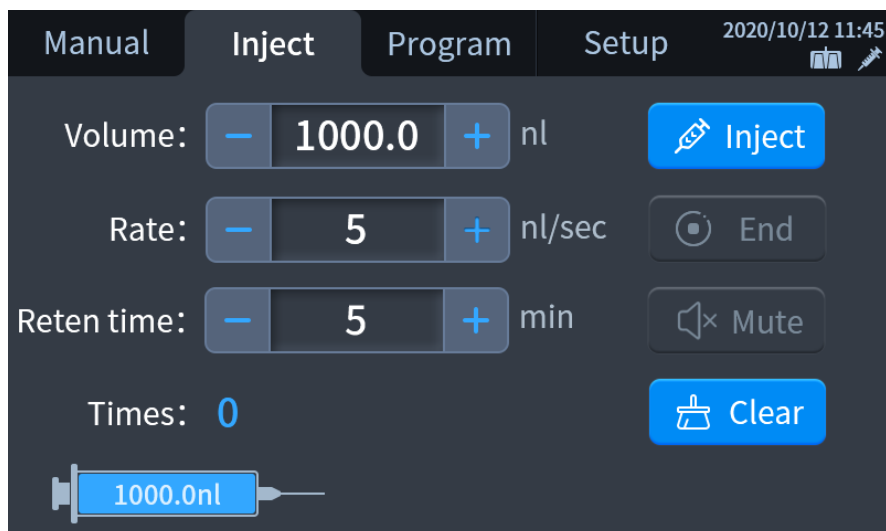 Manual Inject Program Setup 2020/10/12 11:45
Volume: − 1000.0 + nl Inject
Rate: − 5 + nl/sec End
Reten time: − 5 + min Mute
Times: 0 Clear
1000.0nl